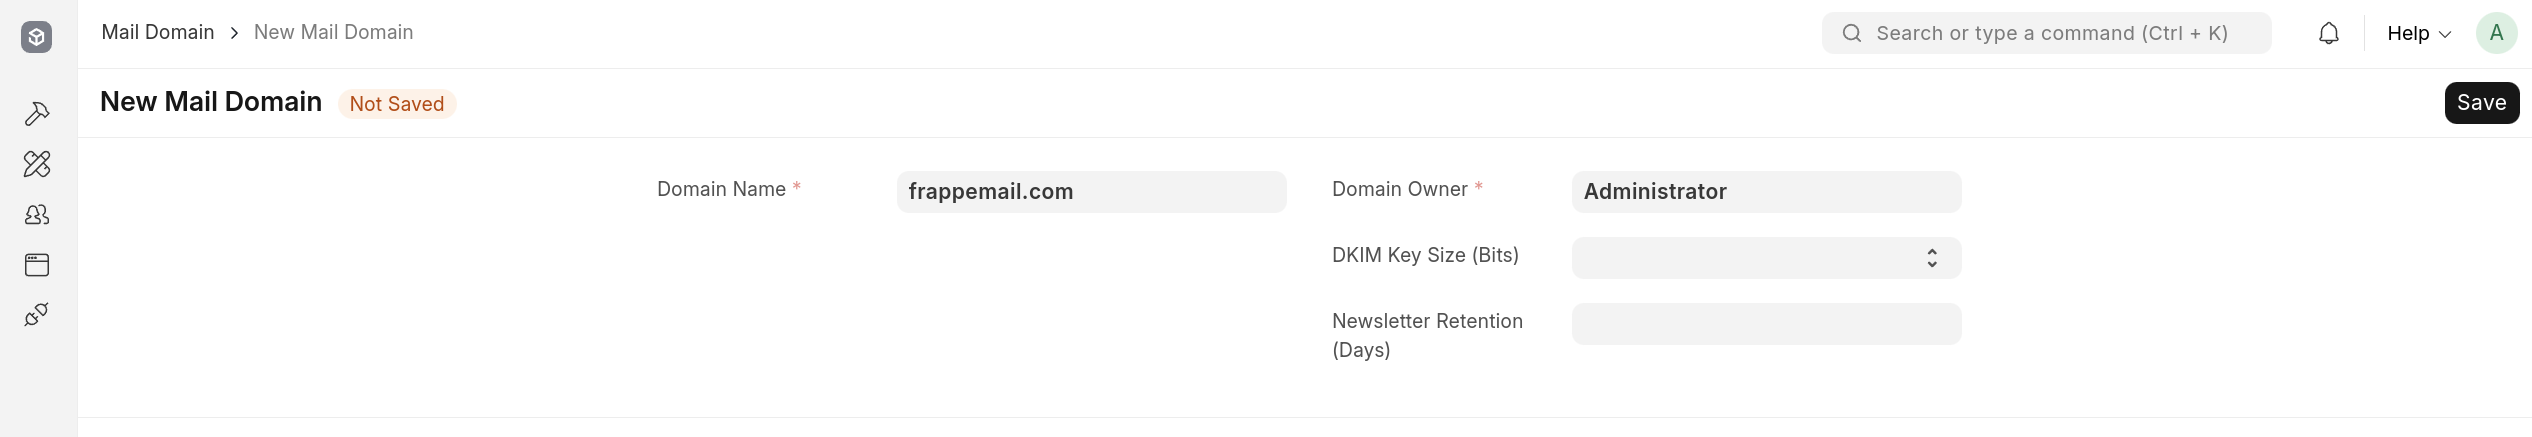 Mail Domain > New Mail Domain
Search or type a command (Ctrl + K)
Help
A
New Mail Domain
Not Saved
Save
Domain Name *
frappemail.com
Domain Owner *
Administrator
DKIM Key Size (Bits)
Newsletter Retention
(Days)